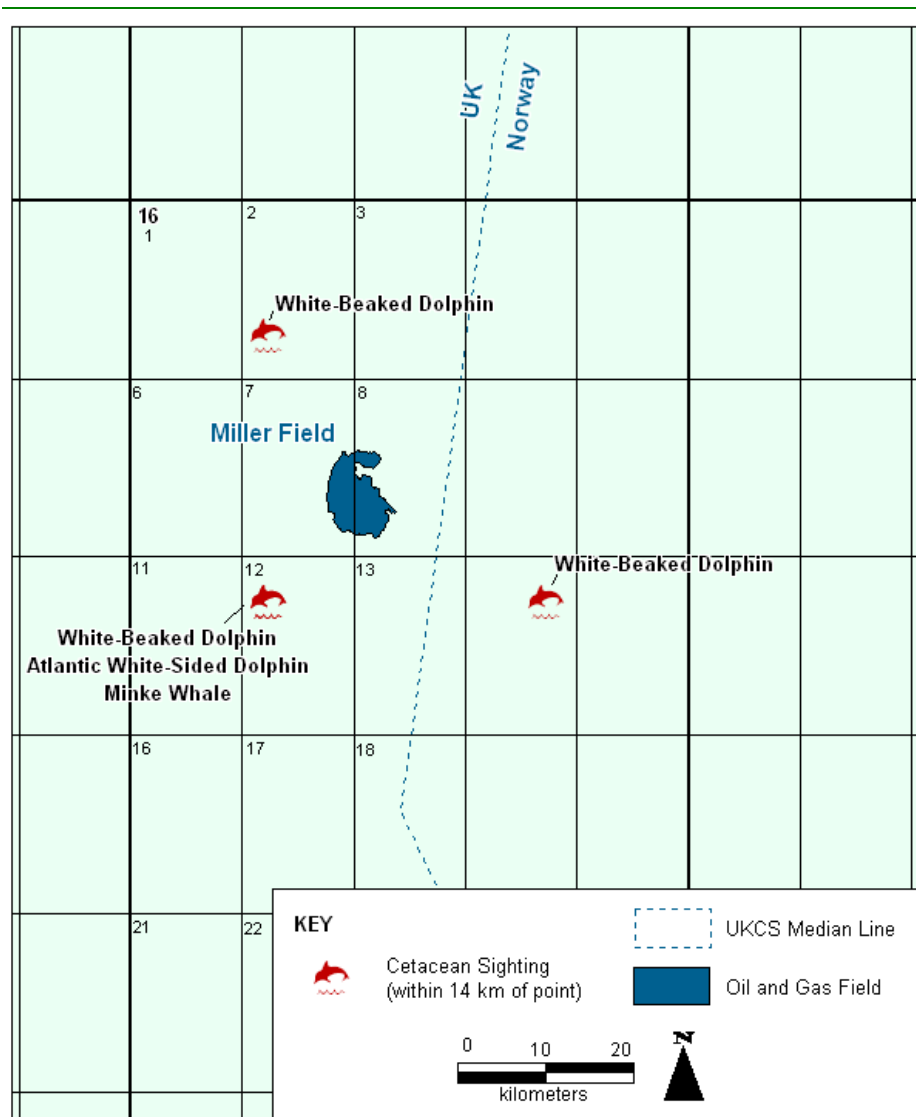 UK
Norway
16
1
2
3
White-Beaked Dolphin
6
7
8
Miller Field
11
12
13
White-Beaked Dolphin
White-Beaked Dolphin
Atlantic White-Sided Dolphin
Minke Whale
16
17
18
21
22
KEY
Cetacean Sighting
(within 14 km of point)
UKCS Median Line
Oil and Gas Field
0 10 20
kilometers
N